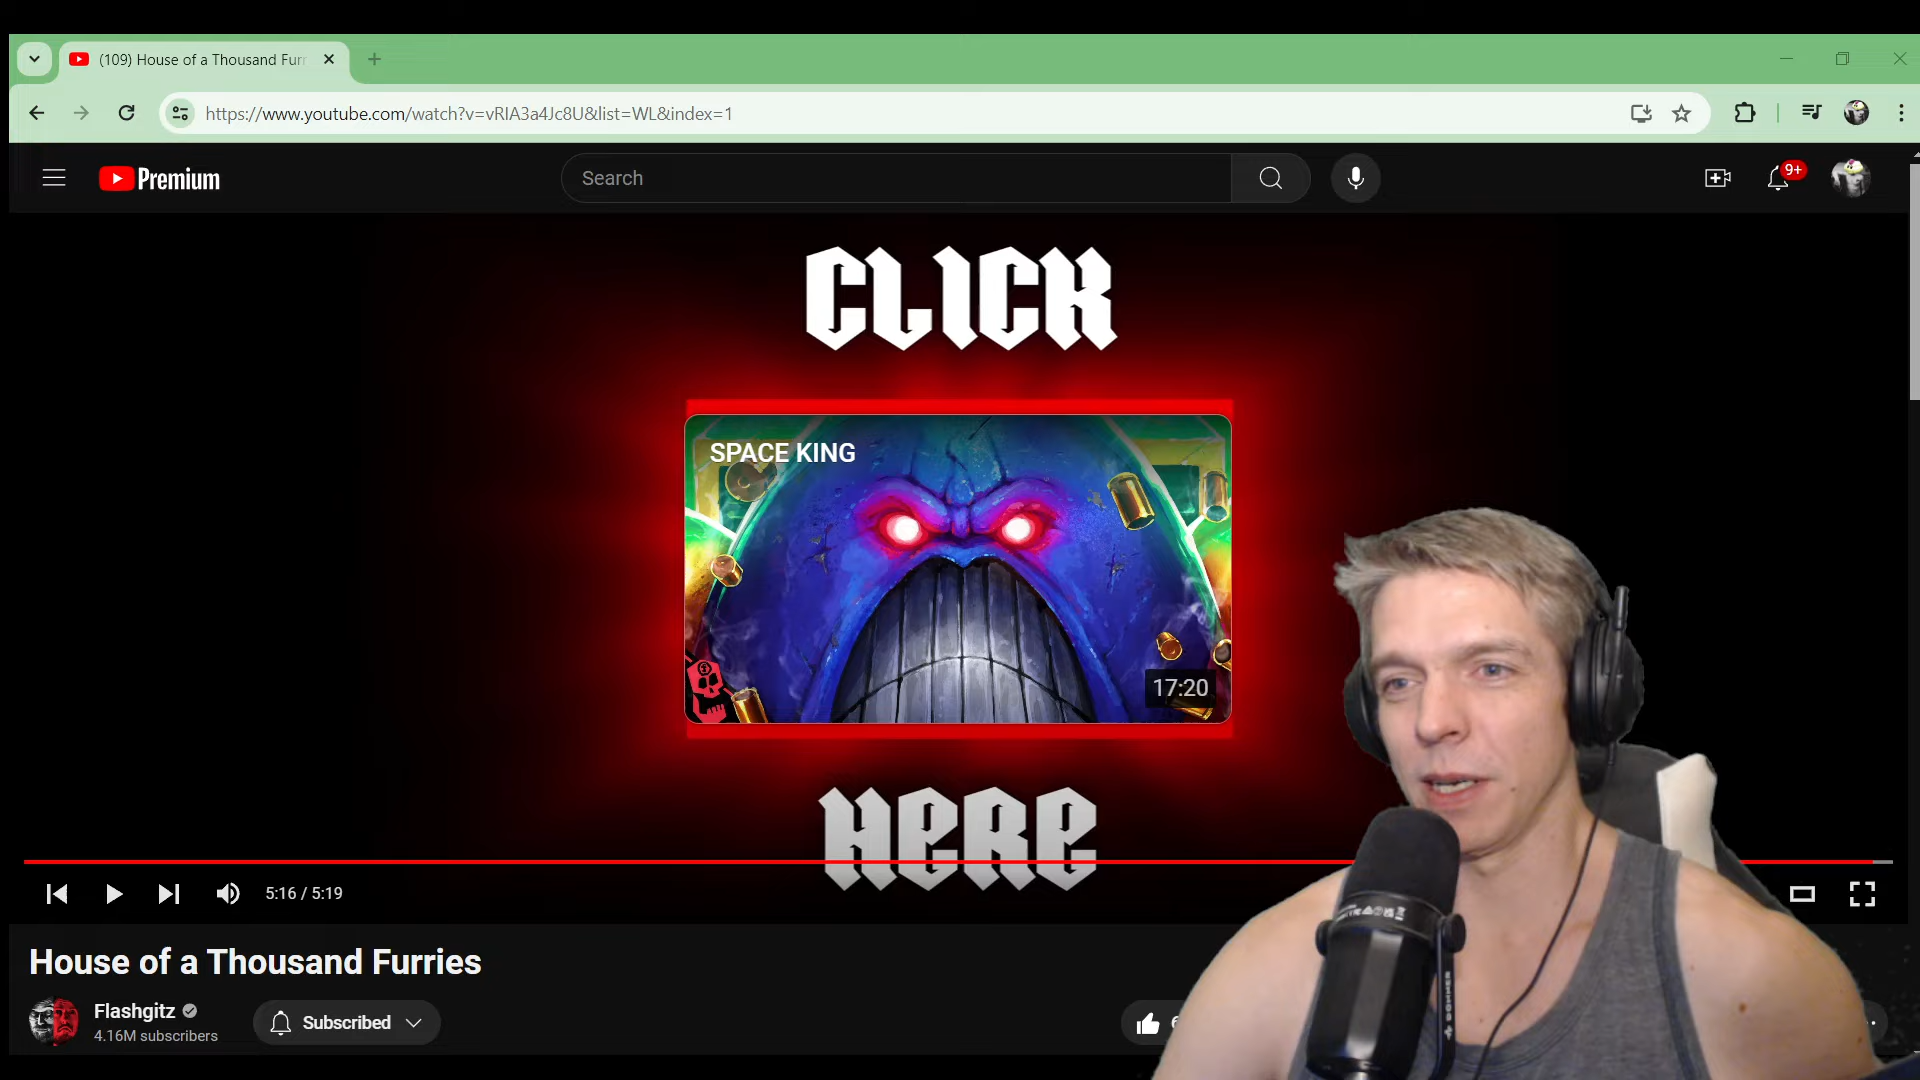 (109) House of a Thousand Furr
https://www.youtube.com/watch?v=vRIA3a4Jc8U&list=WL&index=1
Premium
Search
9+
CLICK
SPACE KING
17:20
HERE
5:16 / 5:19
House of a Thousand Furries
Flashgitz
4.16M subscribers
Subscribed